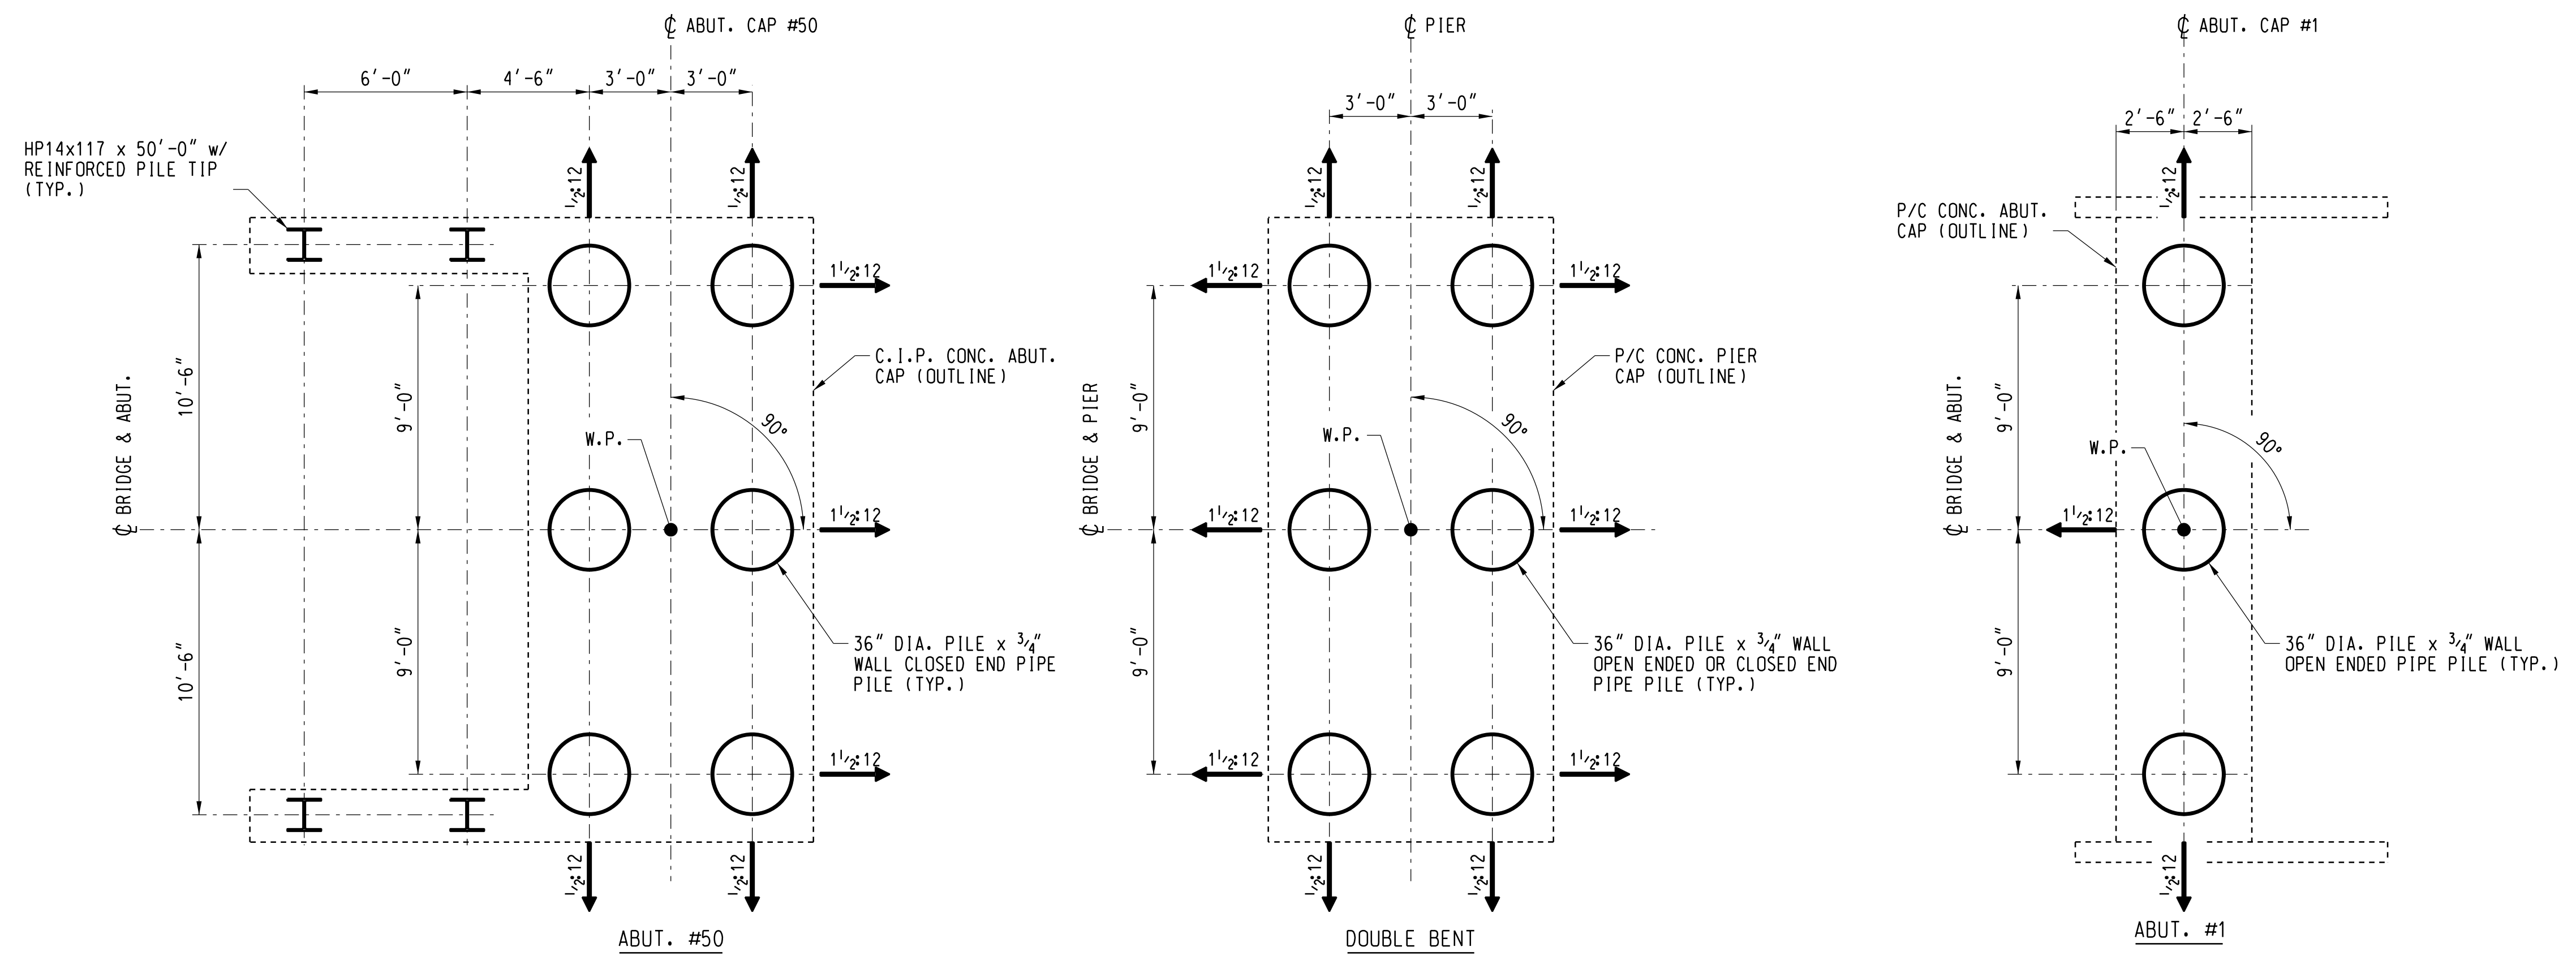 ℄ ABUT. CAP #50
6'-0"
4'-6"
3'-0"
3'-0"
HP14x117 x 50'-0" w/
REINFORCED PILE TIP
(TYP.)
1/2:12
1/2:12
1 1/2:12
10'-6"
9'-0"
C.I.P. CONC. ABUT.
CAP (OUTLINE)
90°
W.P.
℄ BRIDGE & ABUT.
1 1/2:12
10'-6"
9'-0"
36" DIA. PILE x 3/4"
WALL CLOSED END PIPE
PILE (TYP.)
1 1/2:12
1/2:12
1/2:12
ABUT. #50
℄ PIER
3'-0"
3'-0"
1/2:12
1/2:12
1 1/2:12
1 1/2:12
P/C CONC. PIER
CAP (OUTLINE)
9'-0"
90°
W.P.
℄ BRIDGE & PIER
1 1/2:12
1 1/2:12
9'-0"
36" DIA. PILE x 3/4" WALL
OPEN ENDED OR CLOSED END
PIPE PILE (TYP.)
1 1/2:12
1 1/2:12
1/2:12
1/2:12
DOUBLE BENT
℄ ABUT. CAP #1
2'-6"
2'-6"
1/2:12
P/C CONC. ABUT.
CAP (OUTLINE)
9'-0"
90°
W.P.
℄ BRIDGE & ABUT.
1 1/2:12
9'-0"
36" DIA. PILE x 3/4" WALL
OPEN ENDED PIPE PILE (TYP.)
1/2:12
ABUT. #1